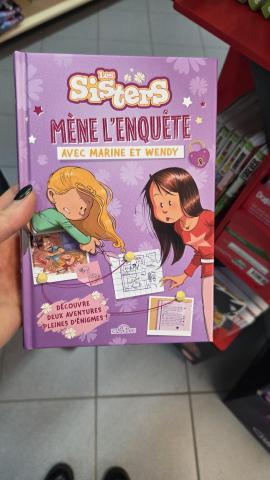 Les
SISTERS
MÈNE L'ENQUÊTE
AVEC MARINE ET WENDY
DÉCOUVRE
DEUX AVENTURES
PLEINES D'ÉNIGMES !